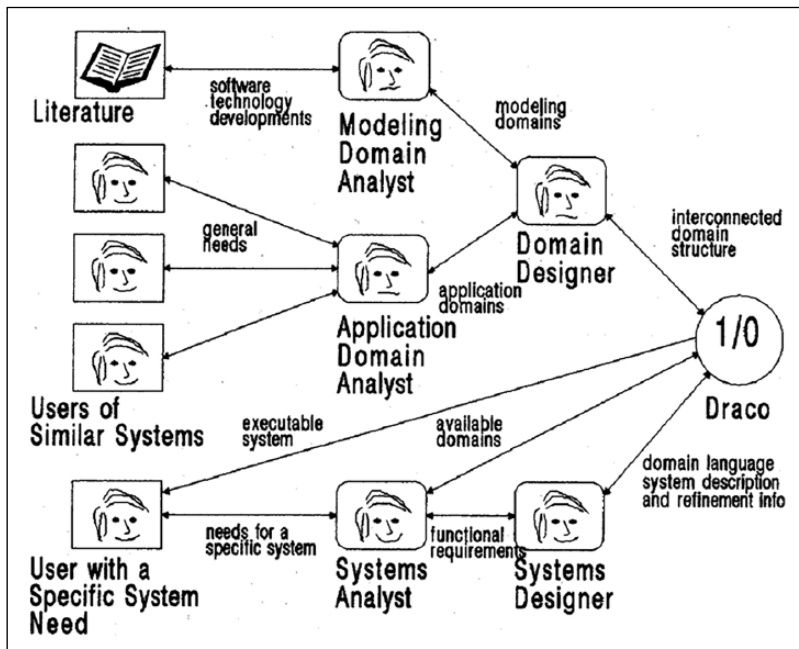 Literature
software
technology
developments
Modeling
Domain
Analyst
modeling
domains
general
needs
Domain
Designer
interconnected
domain
structure
application
domains
Application
Domain
Analyst
1/0
Draco
Users of
Similar Systems
executable
system
available
domains
domain language
system description
and refinement info
needs for a
specific system
functional
requirements
User with a
Specific System
Need
Systems
Analyst
Systems
Designer